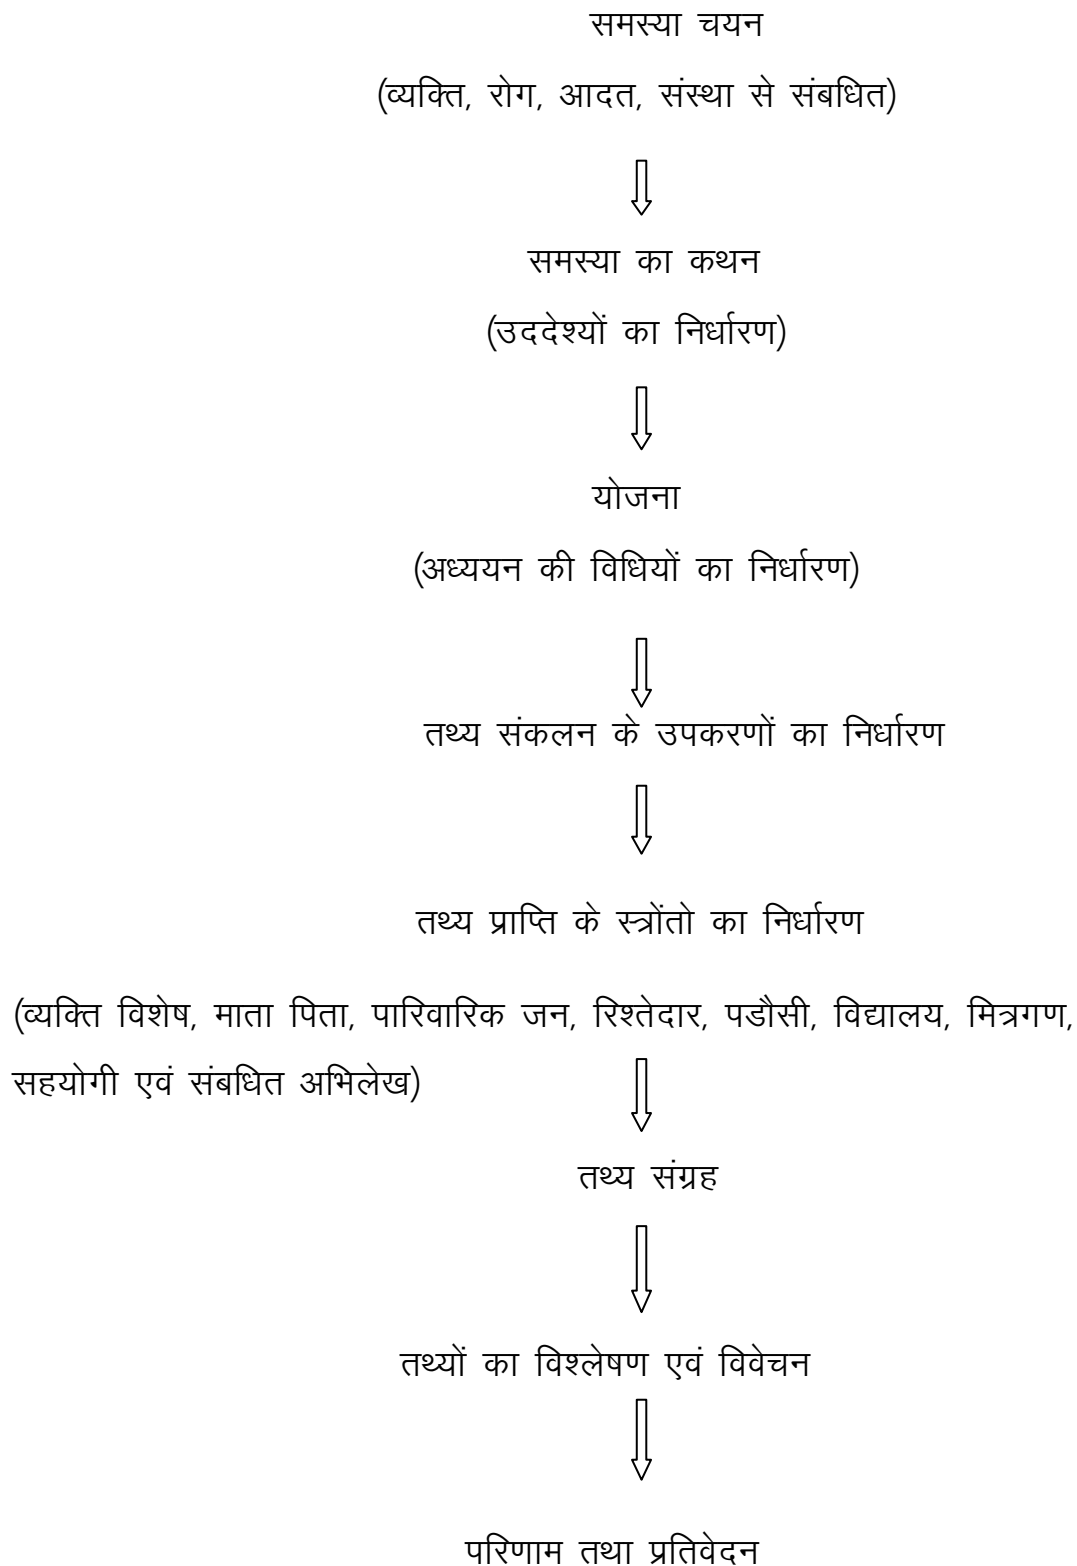 समस्या चयन
(व्यक्ति, रोग, आदत, संस्था से संबधित)
समस्या का कथन
(उददेश्यों का निर्धारण)
योजना
(अध्ययन की विधियों का निर्धारण)
तथ्य संकलन के उपकरणों का निर्धारण
तथ्य प्राप्ति के स्त्रोंतो का निर्धारण
(व्यक्ति विशेष, माता पिता, पारिवारिक जन, रिश्तेदार, पडौसी, विद्यालय, मित्रगण,
सहयोगी एवं संबधित अभिलेख)
तथ्य संग्रह
तथ्यों का विश्लेषण एवं विवेचन
परिणाम तथा प्रतिवेदन